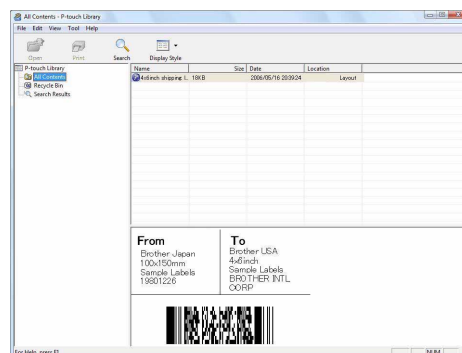 All Contents - P-touch Library
File Edit View Tool Help
Open Print Search Display Style
P-touch Library
All Contents
Recycle Bin
Search Results
Name Size Date Location
4x6inch shipping l.. 18KB 2006/05/16 20:39:24 Layout
From
Brother Japan
100x150mm
Sample Labels
19801226
To
Brother USA
4x6inch
Sample Labels
BROTHER INTL
CORP
For Help, press F1
NUM